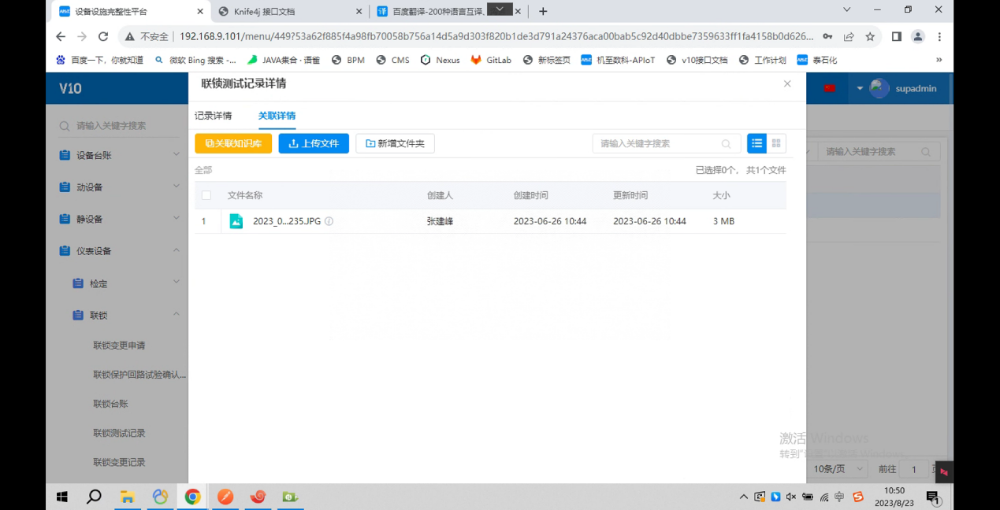 设备设施完整性平台
Knife4j 接口文档
译 百度翻译-200种语言互译、
不安全
192.168.9.101/menu/449?53a62f885f4a98fb70058b756a14d5a9d303f820b1de3d791a24376aca00bab5c92d40dbbe7359633ff1fa4158b0d626...
百度一下，你就知道
微软 Bing 搜索 -...
JAVA集合 · 语雀
BPM
CMS
Nexus
GitLab
新标签页
机至数科-APIoT
v10接口文档
工作计划
泰石化
»
V10
联锁测试记录详情
supadmin
请输入关键字搜索
记录详情
关联详情
设备台账
关联知识库
上传文件
新增文件夹
请输入关键字搜索
请输入关键字搜索
全部
已选择0个， 共1个文件
动设备
文件名称
创建人
创建时间
更新时间
大小
静设备
1
2023_0...235.JPG
张建峰
2023-06-26 10:44
2023-06-26 10:44
3 MB
仪表设备
检定
联锁
联锁变更申请
联锁保护回路试验确认...
联锁台账
联锁测试记录
联锁变更记录
激活 Windows
10条/页
前往
1
中
10:50
2023/8/23
1